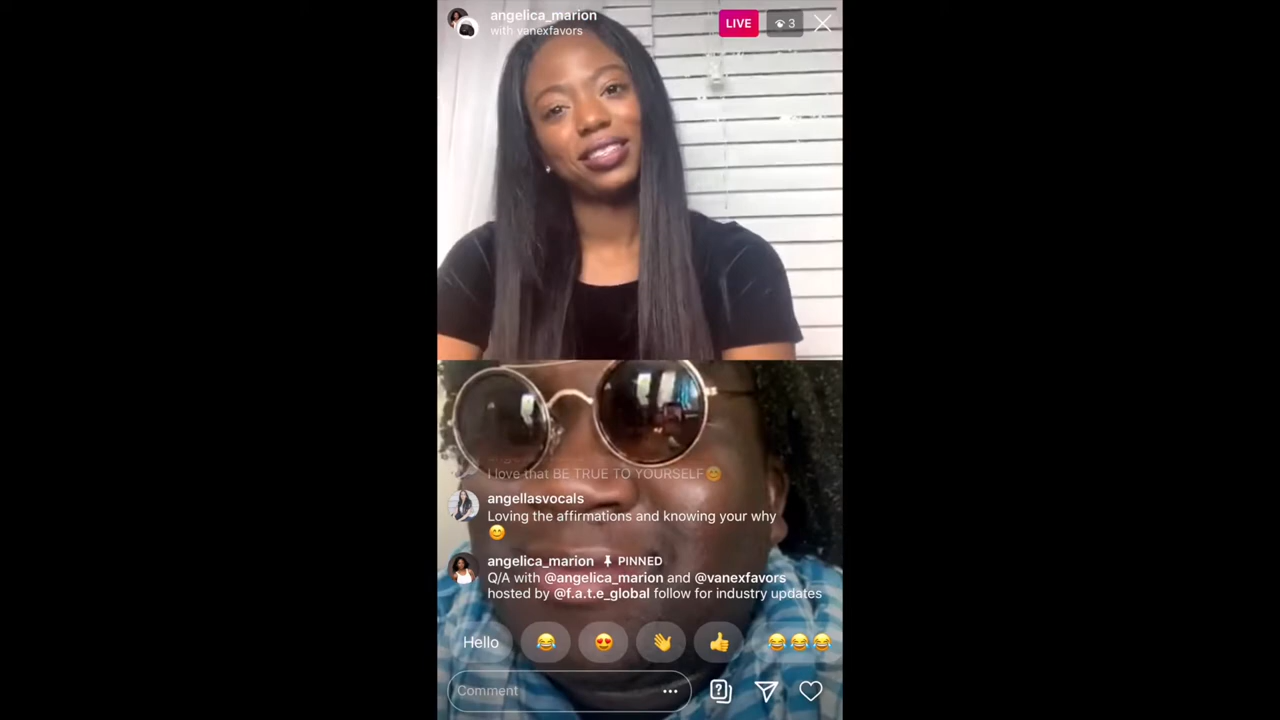 angelica_marion
with vanexfavors
LIVE
3
I love that BE TRUE TO YOURSELF😊
angellasvocals
Loving the affirmations and knowing your why
😊
angelica_marion PINNED
Q/A with @angelica_marion and @vanexfavors
hosted by @f.a.t.e_global follow for industry updates
Hello 😂 😍 👋 👍 😂😂😂
Comment